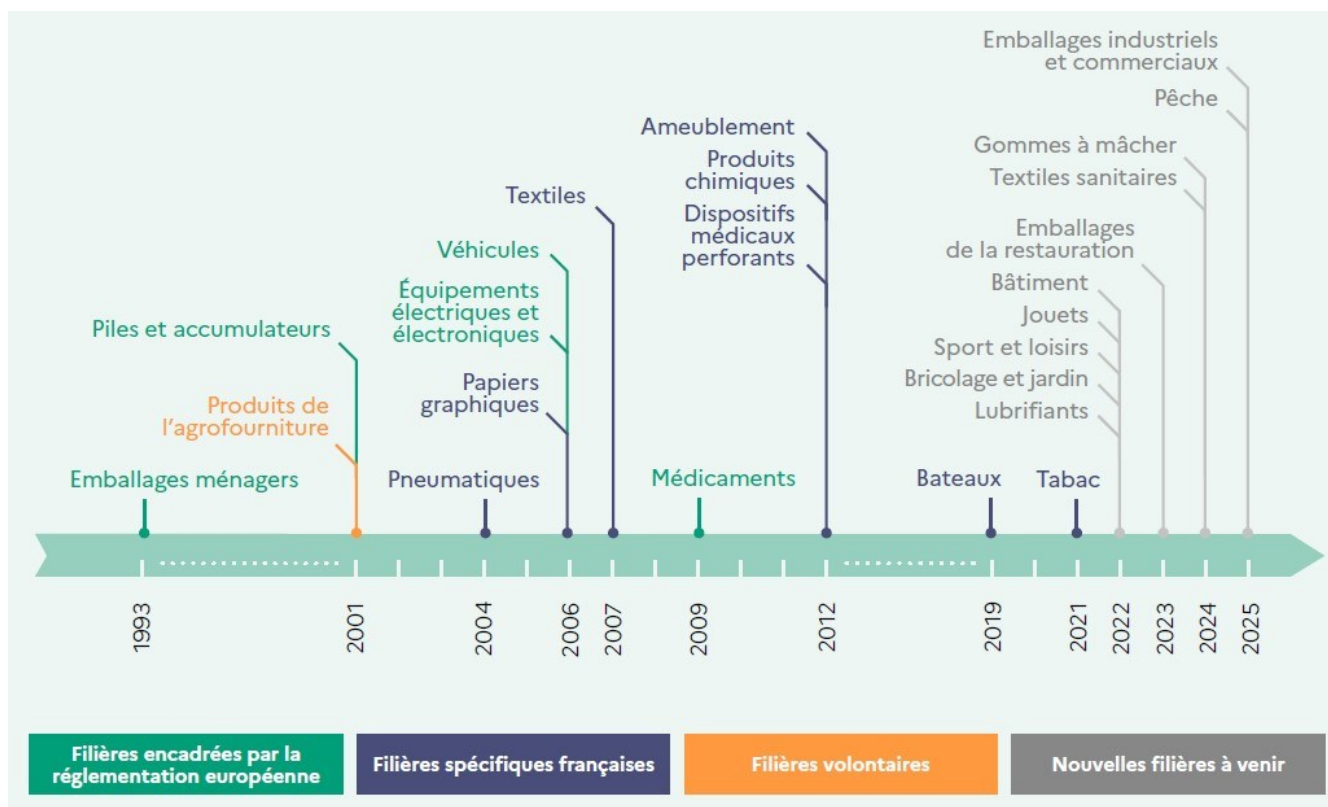 Emballages industriels
et commerciaux
Pêche
Ameublement
Produits
chimiques
Dispositifs
médicaux
perforants
Gommes à mâcher
Textiles sanitaires
Textiles
Véhicules
Équipements
électriques et
électroniques
Papiers
graphiques
Emballages
de la restauration
Bâtiment
Jouets
Sport et loisirs
Bricolage et jardin
Lubrifiants
Piles et accumulateurs
Produits de
l'agrofourniture
Emballages ménagers
Pneumatiques
Médicaments
Bateaux
Tabac
1993
2001
2004
2006
2007
2009
2012
2019
2021
2022
2023
2024
2025
Filières encadrées par la
réglementation européenne
Filières spécifiques françaises
Filières volontaires
Nouvelles filières à venir